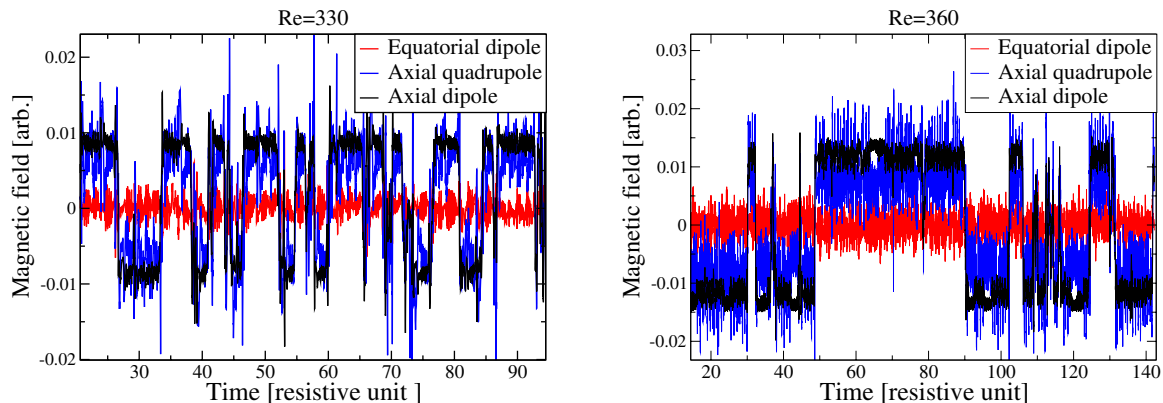 Re=330
Equatorial dipole
Axial quadrupole
Axial dipole
0.02
0.01
0
-0.01
-0.02
Magnetic field [arb.]
30 40 50 60 70 80 90
Time [resistive unit ]
Re=360
Equatorial dipole
Axial quadrupole
Axial dipole
0.03
0.02
0.01
0
-0.01
-0.02
Magnetic field [arb.]
20 40 60 80 100 120 140
Time [resistive unit ]